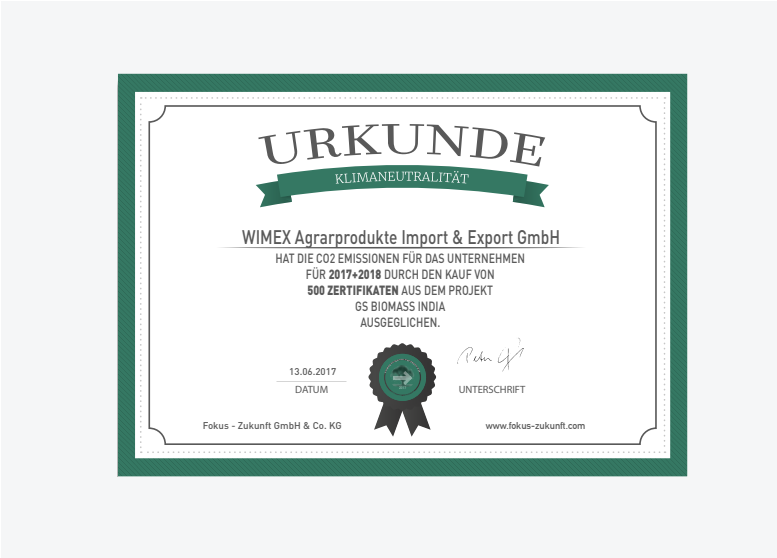 URKUNDE
KLIMANEUTRALITÄT
WIMEX Agrarprodukte Import & Export GmbH
HAT DIE CO2 EMISSIONEN FÜR DAS UNTERNEHMEN
FÜR 2017+2018 DURCH DEN KAUF VON
500 ZERTIFIKATEN AUS DEM PROJEKT
GS BIOMASS INDIA
AUSGEGLICHEN.
13.06.2017
DATUM
UNTERSCHRIFT
Fokus - Zukunft GmbH & Co. KG
www.fokus-zukunft.com